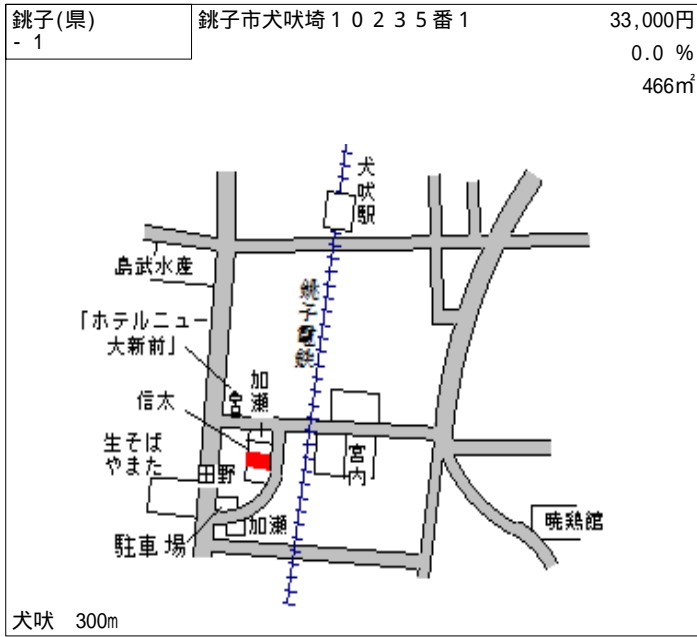 銚子(県)
- 1
銚子市犬吠埼１０２３５番１
33,000円
0.0 %
466㎡
犬吠駅
島武水産
銚子電鉄
「ホテルニュー
大新前」
加瀬
宮
信太
生そば
やまた
田野
宮内
加瀬
駐車場
暁鶏館
犬吠 300m